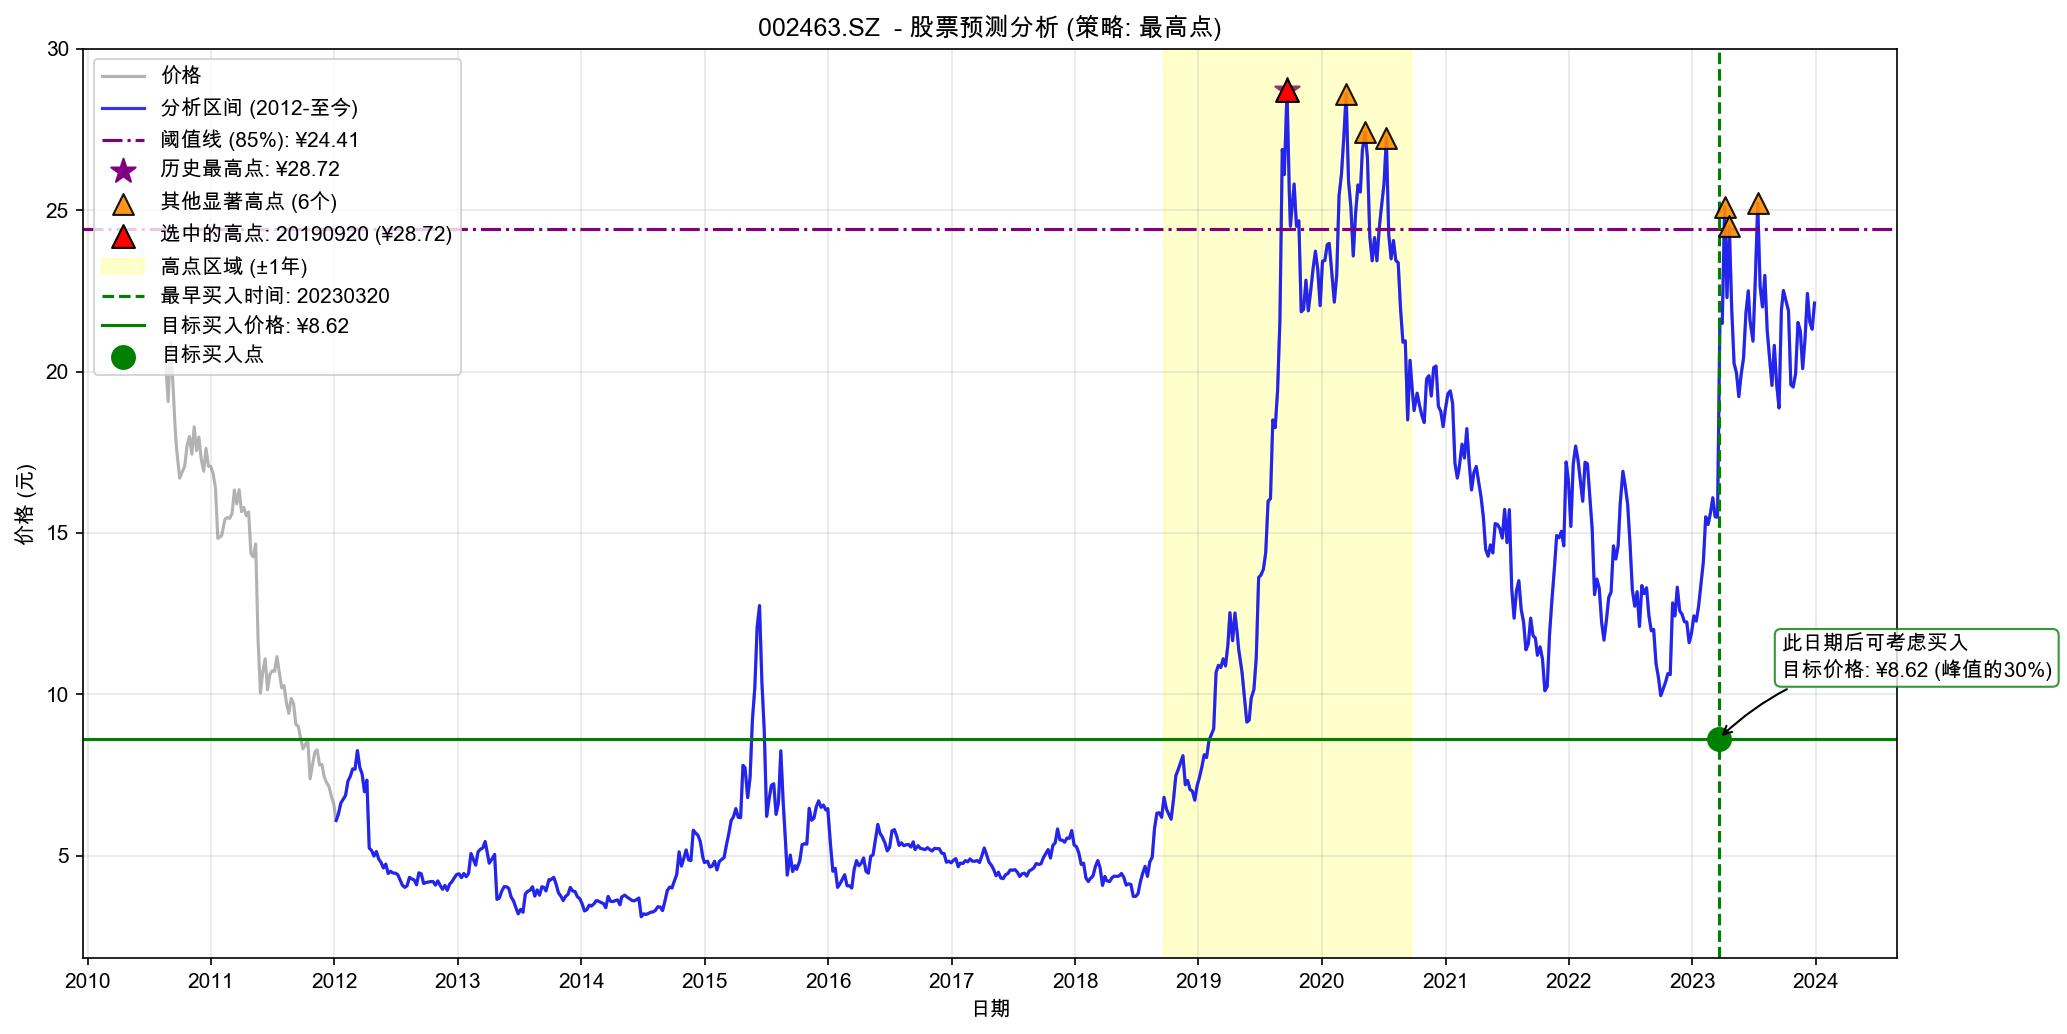 002463.SZ - 股票预测分析 (策略: 最高点)
价格
分析区间 (2012-至今)
阈值线 (85%): ¥24.41
历史最高点: ¥28.72
其他显著高点 (6个)
选中的高点: 20190920 (¥28.72)
高点区域 (±1年)
最早买入时间: 20230320
目标买入价格: ¥8.62
目标买入点
此日期后可考虑买入
目标价格: ¥8.62 (峰值的30%)
价格 (元)
30
25
20
15
10
5
2010 2011 2012 2013 2014 2015 2016 2017 2018 2019 2020 2021 2022 2023 2024
日期